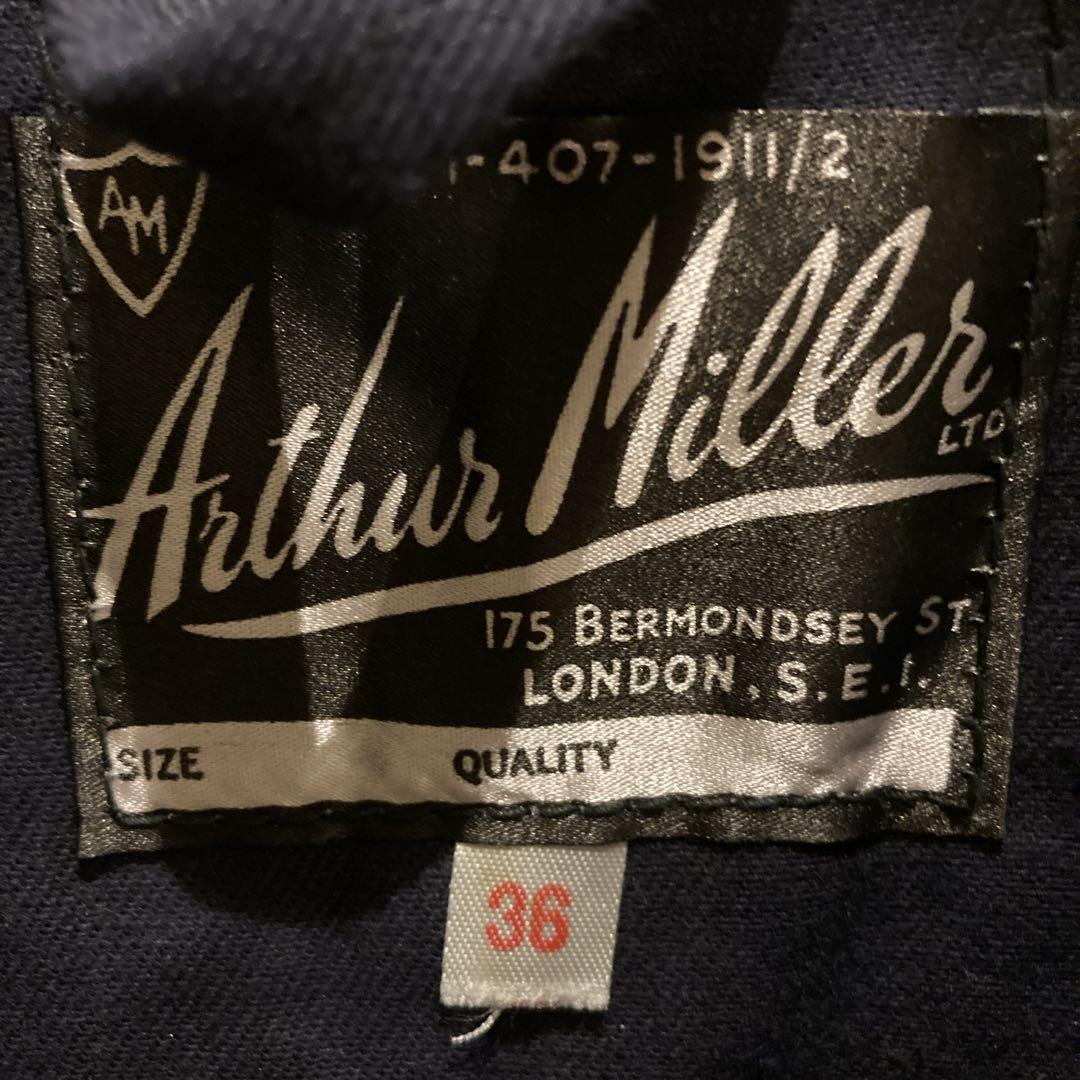 AM
-407-1911/2
Arthur Miller
LTD
175 BERMONDSEY ST.
LONDON. S.E.1.
SIZE QUALITY
36